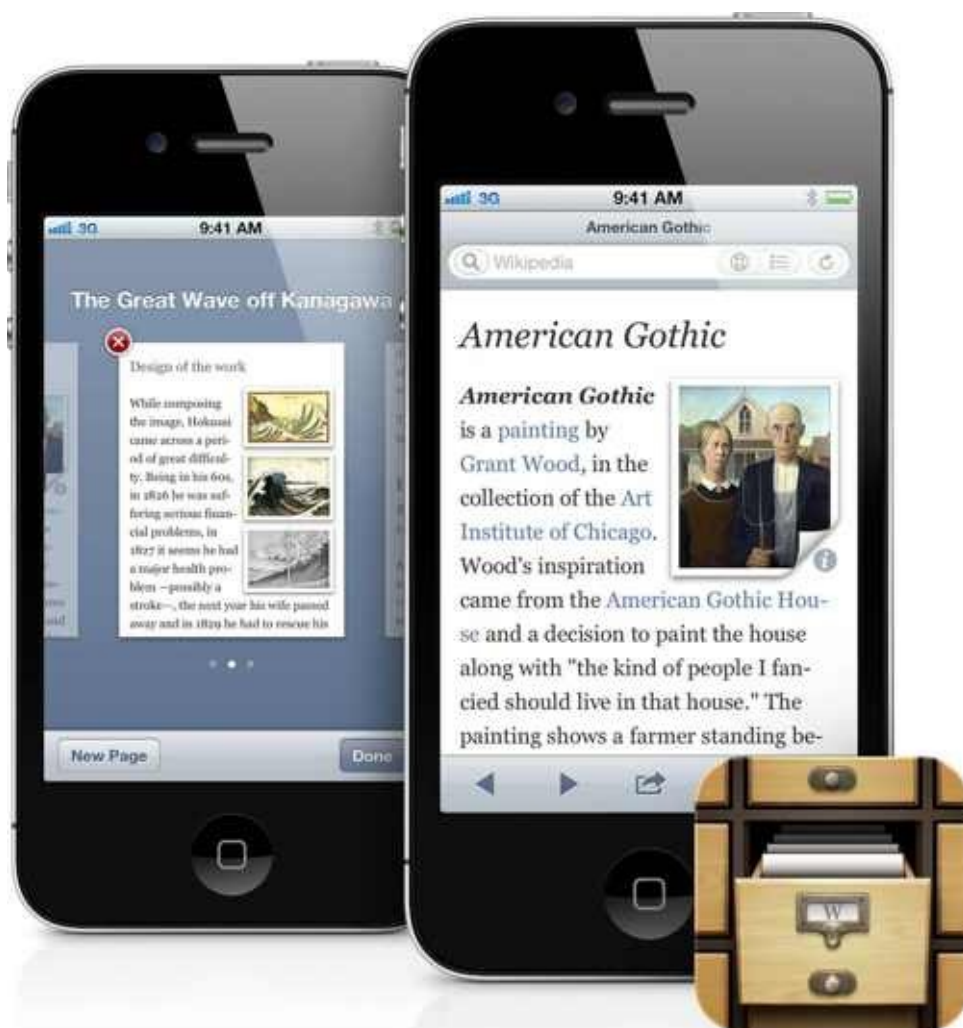 3G 9:41 AM
The Great Wave off Kanagawa
Design of the work
While composing
the image, Hokusai
came across a peri-
od of great difficul-
ty. Being in his 60s,
in 1826 he was suf-
fering serious finan-
cial problems, in
1827 it seems he had
a major health pro-
blem —possibly a
stroke—, the next year his wife passed
away and in 1829 he had to rescue his
New Page Done
3G 9:41 AM
American Gothic
Wikipedia
American Gothic
American Gothic
is a painting by
Grant Wood, in the
collection of the Art
Institute of Chicago.
Wood's inspiration
came from the American Gothic Hou-
se and a decision to paint the house
along with "the kind of people I fan-
cied should live in that house." The
painting shows a farmer standing be-
W